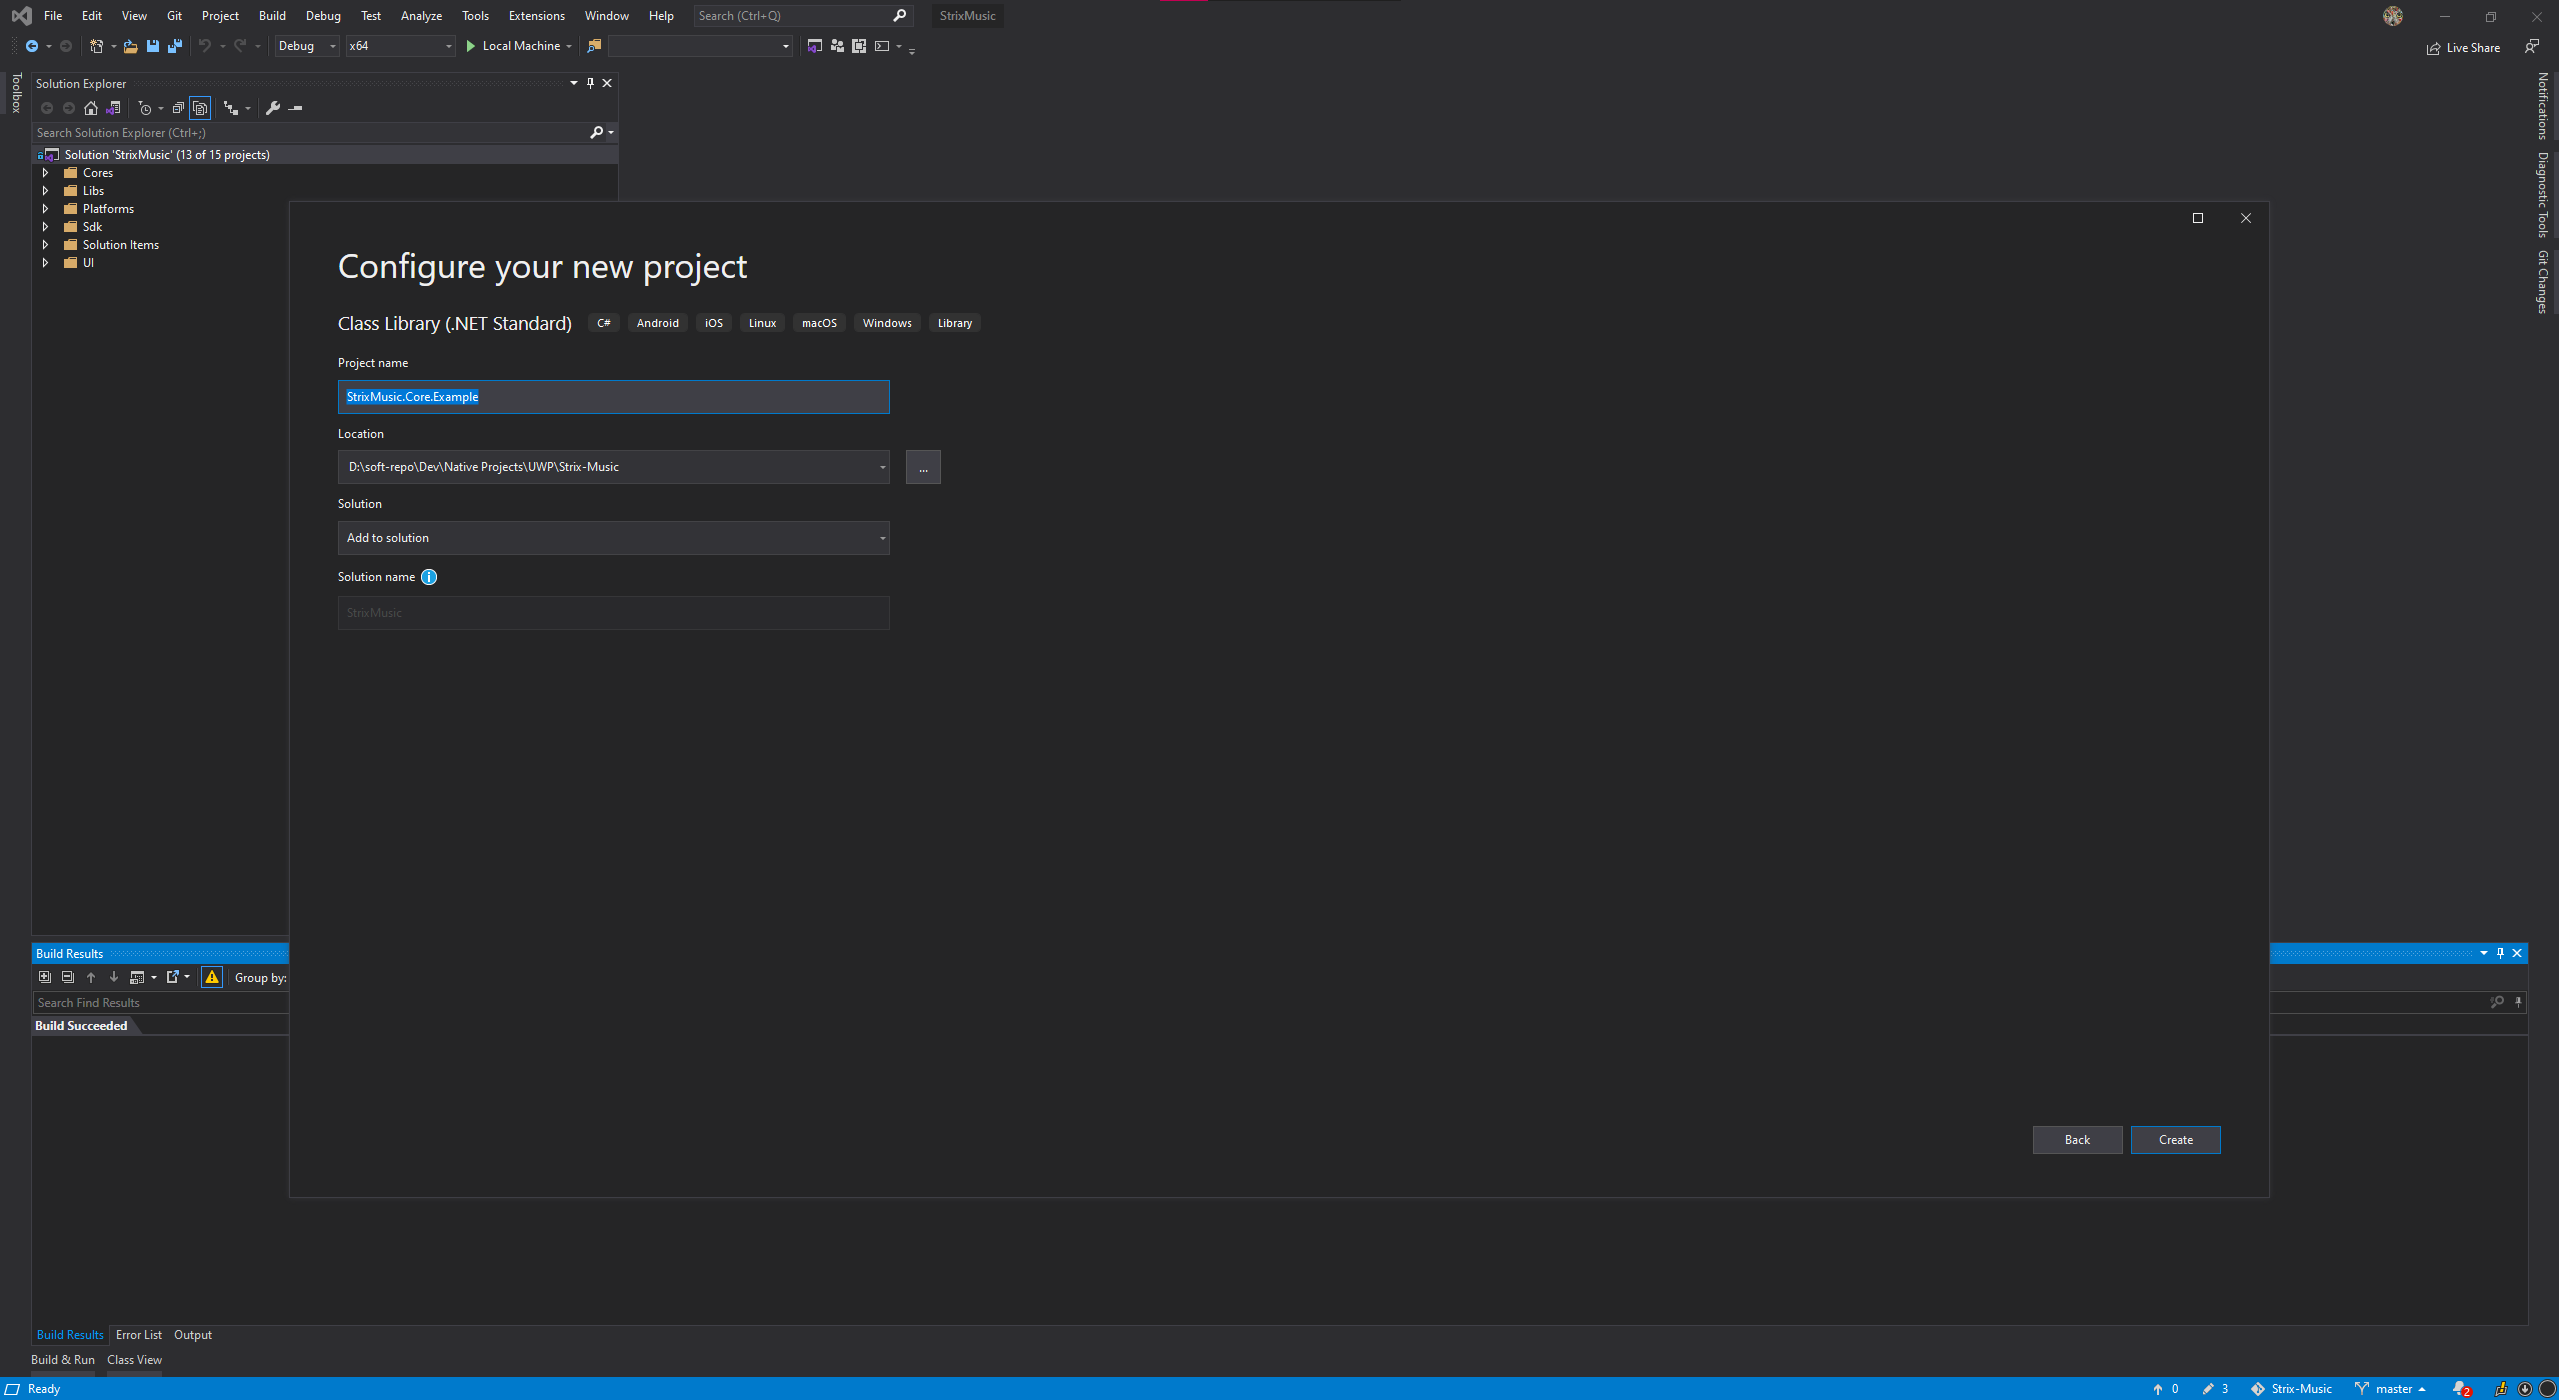 File Edit View Git Project Build Debug Test Analyze Tools Extensions Window Help Search (Ctrl+Q) StrixMusic
Debug x64 Local Machine Live Share
Toolbox
Solution Explorer
Search Solution Explorer (Ctrl+;)
Solution 'StrixMusic' (13 of 15 projects)
Cores
Libs
Platforms
Sdk
Solution Items
UI
Notifications
Diagnostic Tools
Git Changes
Configure your new project
Class Library (.NET Standard) C# Android iOS Linux macOS Windows Library
Project name
StrixMusic.Core.Example
Location
D:\soft-repo\Dev\Native Projects\UWP\Strix-Music
...
Solution
Add to solution
Solution name
StrixMusic
Back Create
Build Results
Group by:
Search Find Results
Build Succeeded
Build Results Error List Output
Build & Run Class View
Ready 0 3 Strix-Music master 2